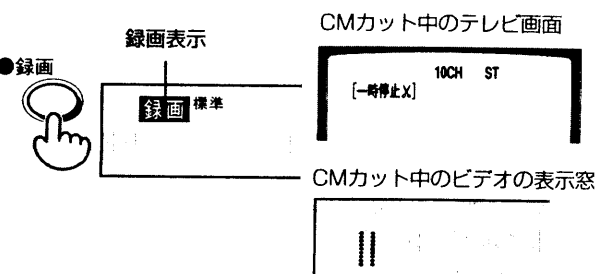 録画表示
●録画
録画 標準
CMカット中のテレビ画面
10CH ST
[一時停止X]
CMカット中のビデオの表示窓